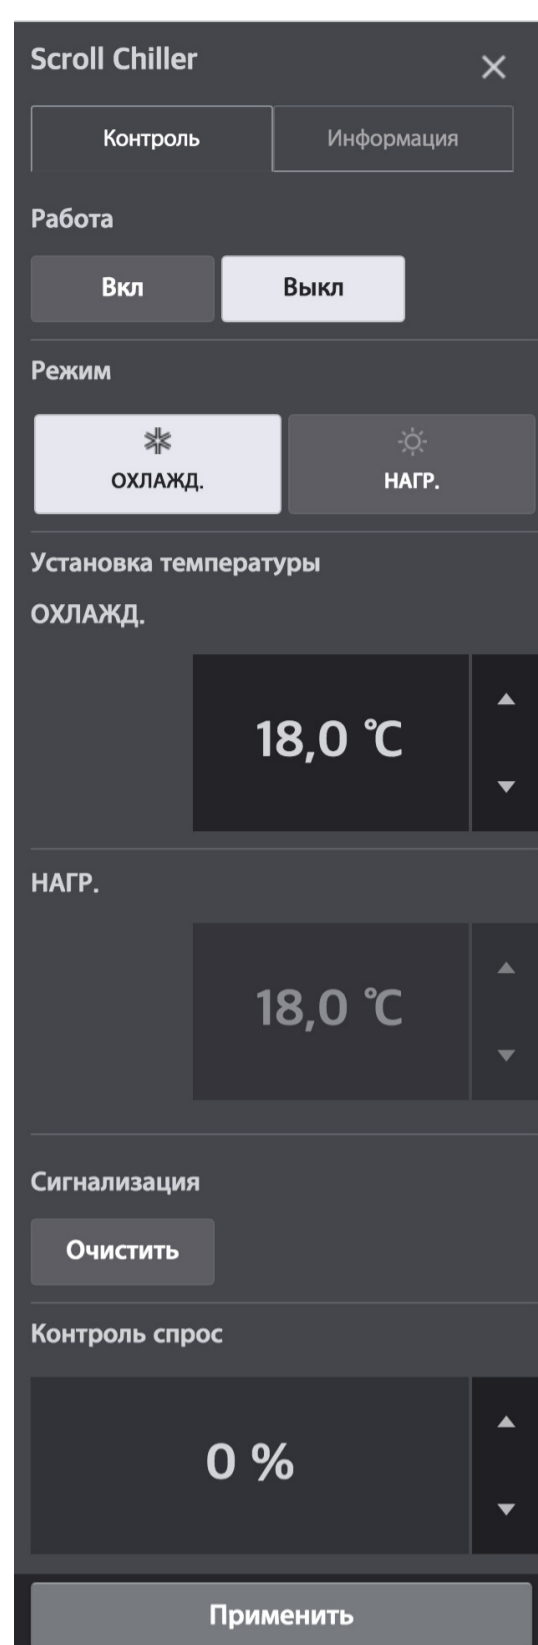 Scroll Chiller
Контроль
Информация
Работа
Вкл
Выкл
Режим
ОХЛАЖД.
НАГР.
Установка температуры
ОХЛАЖД.
18,0 ℃
НАГР.
18,0 ℃
Сигнализация
Очистить
Контроль спрос
0 %
Применить